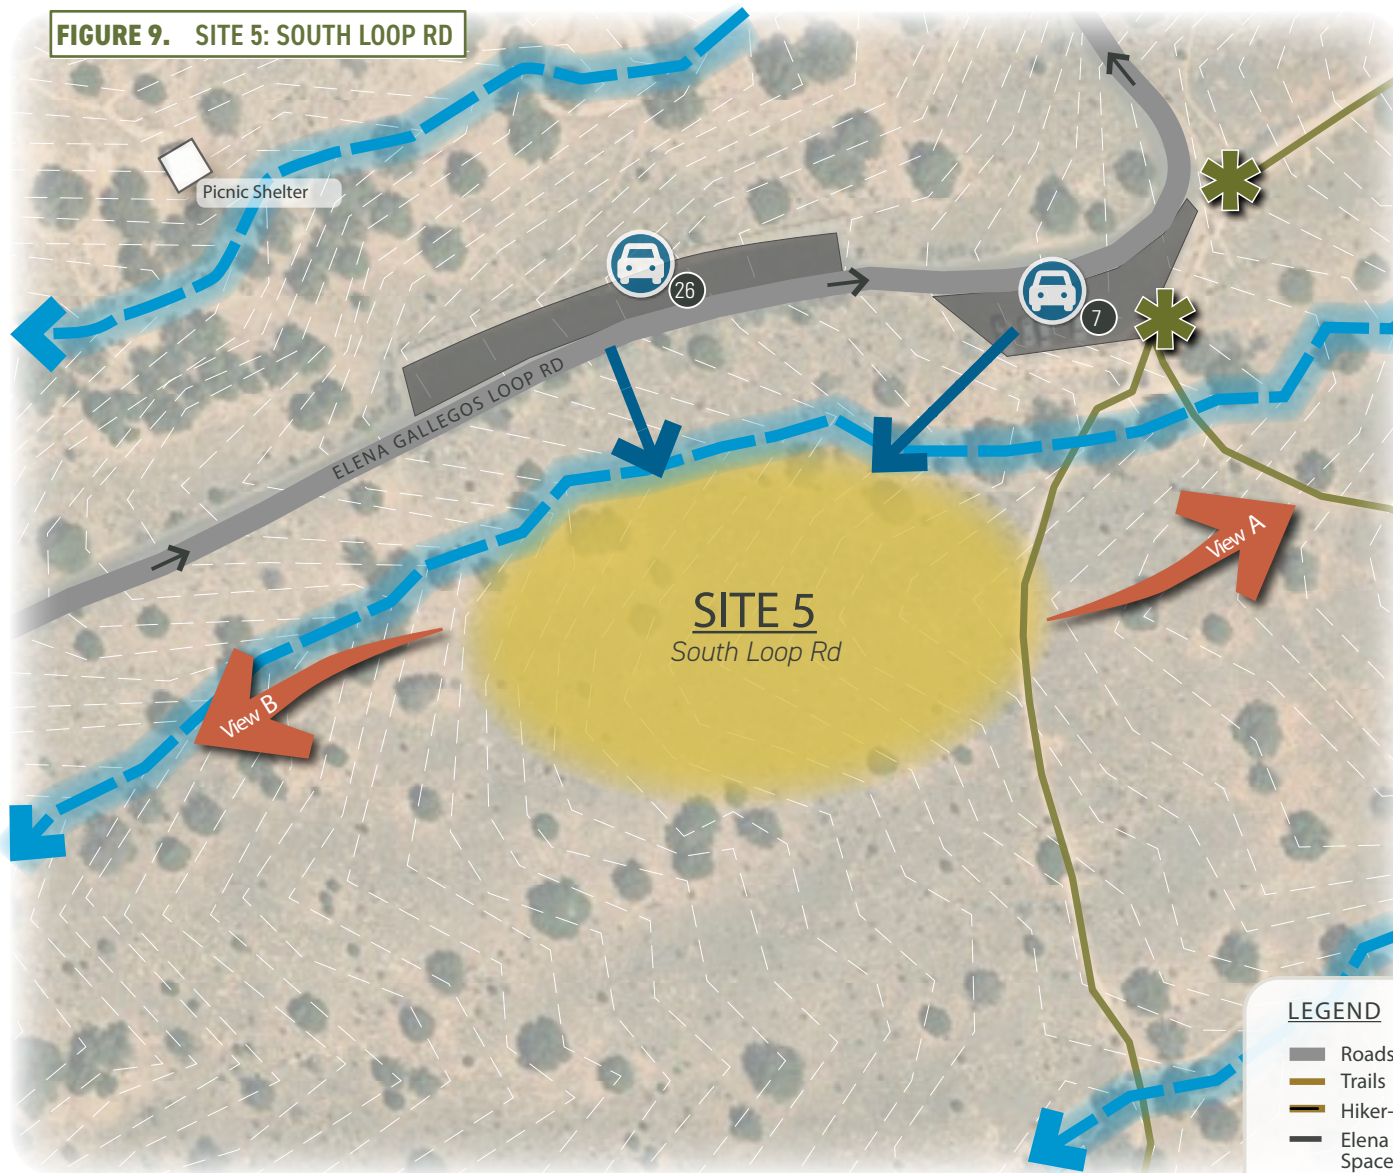 FIGURE 9. SITE 5: SOUTH LOOP RD
Picnic Shelter
26
7
ELENA GALLEGOS LOOP RD
View A
SITE 5
South Loop Rd
View B
LEGEND
Roads
Trails
Hiker-
Elena
Space